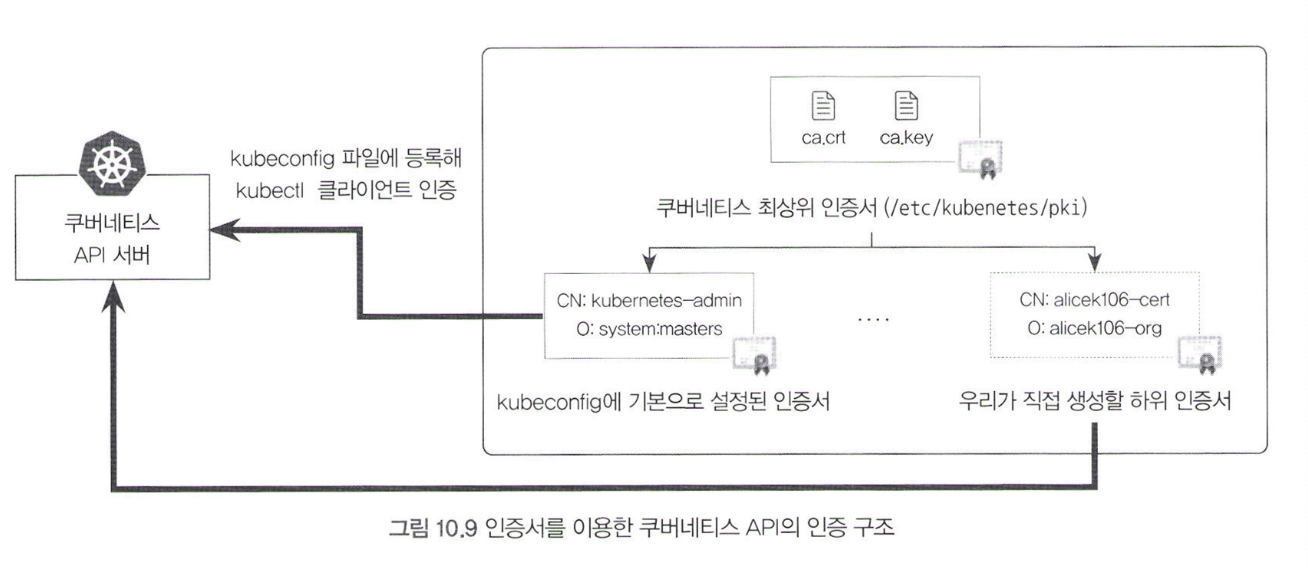 ca.crt
ca.key
kubeconfig 파일에 등록해
kubectl 클라이언트 인증
쿠버네티스
API 서버
쿠버네티스 최상위 인증서 (/etc/kubenetes/pki)
CN: kubernetes-admin
O: system:masters
....
CN: alicek106-cert
O: alicek106-org
kubeconfig에 기본으로 설정된 인증서
우리가 직접 생성할 하위 인증서
그림 10.9 인증서를 이용한 쿠버네티스 API의 인증 구조